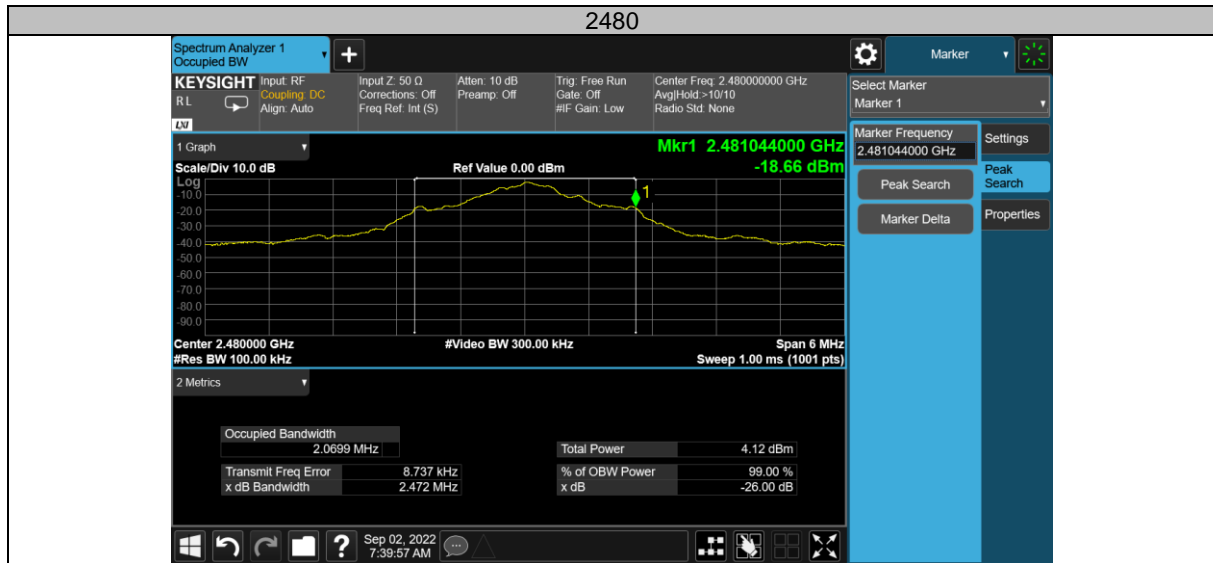 2480
Spectrum Analyzer 1
Occupied BW
+
Marker
KEYSIGHT
RL
LXI
Input: RF
Coupling: DC
Align: Auto
Input Z: 50 Ω
Corrections: Off
Freq Ref: Int (S)
Atten: 10 dB
Preamp: Off
Trig: Free Run
Gate: Off
#IF Gain: Low
Center Freq: 2.480000000 GHz
Avg|Hold:>10/10
Radio Std: None
Select Marker
Marker 1
1 Graph
Mkr1 2.481044000 GHz
-18.66 dBm
Scale/Div 10.0 dB
Ref Value 0.00 dBm
Log
-10.0
-20.0
-30.0
-40.0
-50.0
-60.0
-70.0
-80.0
-90.0
1
Center 2.480000 GHz
#Video BW 300.00 kHz
Span 6 MHz
#Res BW 100.00 kHz
Sweep 1.00 ms (1001 pts)
Marker Frequency
2.481044000 GHz
Peak Search
Marker Delta
Settings
Peak
Search
Properties
2 Metrics
Occupied Bandwidth
2.0699 MHz
Total Power 4.12 dBm
Transmit Freq Error 8.737 kHz
% of OBW Power 99.00 %
x dB Bandwidth 2.472 MHz
x dB -26.00 dB
?
Sep 02, 2022
7:39:57 AM